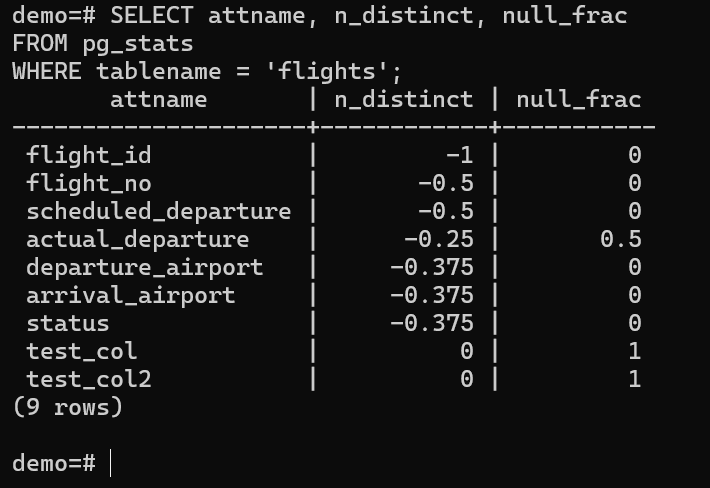 demo=# SELECT attname, n_distinct, null_frac
FROM pg_stats
WHERE tablename = 'flights';
       attname       | n_distinct | null_frac
---------------------+------------+-----------
 flight_id           |         -1 |         0
 flight_no           |       -0.5 |         0
 scheduled_departure |       -0.5 |         0
 actual_departure    |      -0.25 |       0.5
 departure_airport   |     -0.375 |         0
 arrival_airport     |     -0.375 |         0
 status              |     -0.375 |         0
 test_col            |          0 |         1
 test_col2           |          0 |         1
(9 rows)

demo=#